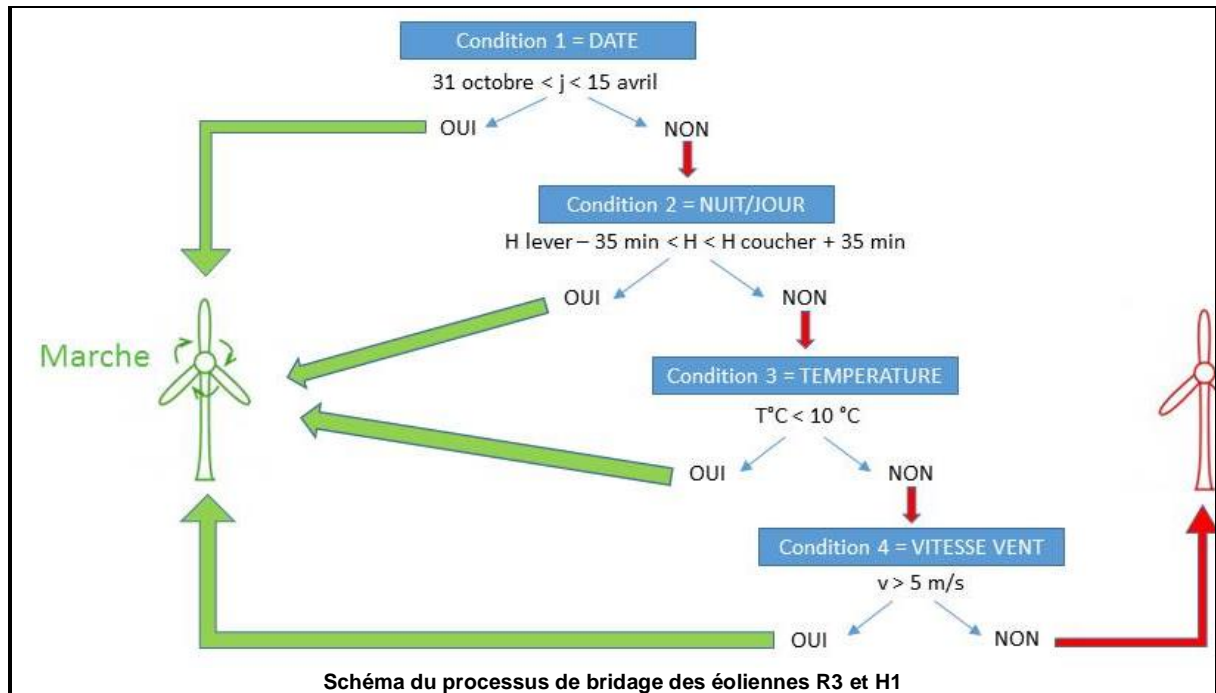 Condition 1 = DATE
31 octobre < j < 15 avril
OUI
NON
Condition 2 = NUIT/JOUR
H lever – 35 min < H < H coucher + 35 min
OUI
NON
Marche
Condition 3 = TEMPERATURE
T°C < 10 °C
OUI
NON
Condition 4 = VITESSE VENT
v > 5 m/s
OUI
NON
Schéma du processus de bridage des éoliennes R3 et H1